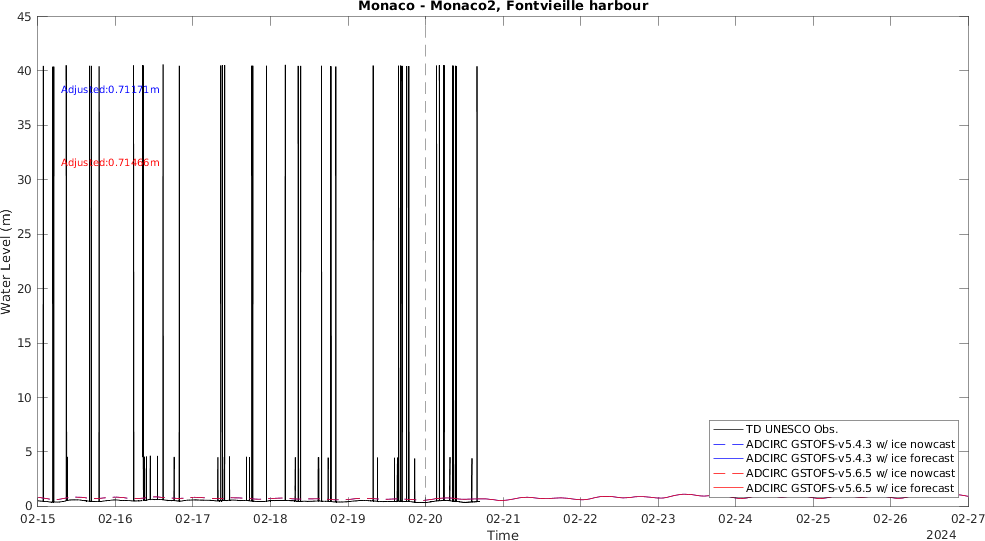 Monaco - Monaco2, Fontvieille harbour
45
40
35
30
25
20
15
10
5
0
Water Level (m)
Adjusted:0.71171m
Adjusted:0.71466m
TD UNESCO Obs.
ADCIRC GSTOFS-v5.4.3 w/ ice nowcast
ADCIRC GSTOFS-v5.4.3 w/ ice forecast
ADCIRC GSTOFS-v5.6.5 w/ ice nowcast
ADCIRC GSTOFS-v5.6.5 w/ ice forecast
02-15 02-16 02-17 02-18 02-19 02-20 02-21 02-22 02-23 02-24 02-25 02-26 02-27
Time
2024